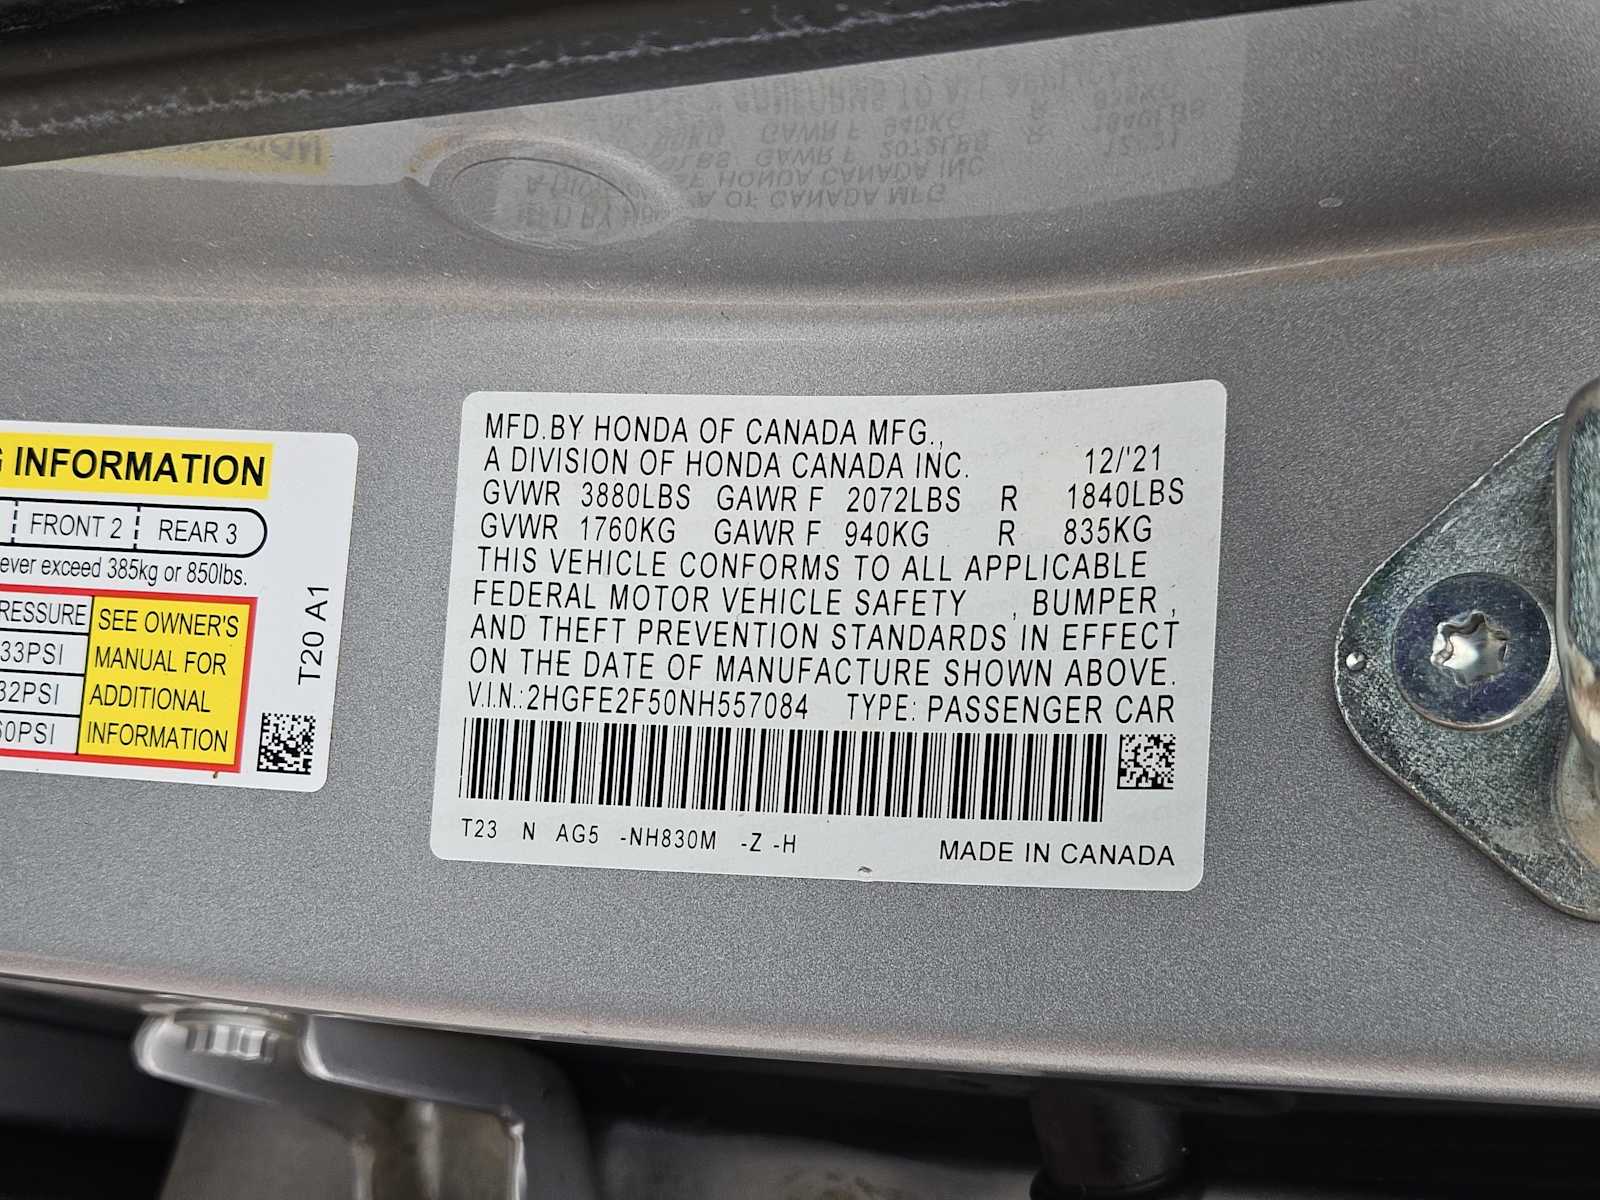 INFORMATION
FRONT 2 REAR 3
ever exceed 385kg or 850lbs.
RESSURE
33PSI
32PSI
60PSI
SEE OWNER'S
MANUAL FOR
ADDITIONAL
INFORMATION
T20 A1
MFD.BY HONDA OF CANADA MFG.,
A DIVISION OF HONDA CANADA INC. 12/'21
GVWR 3880LBS GAWR F 2072LBS R 1840LBS
GVWR 1760KG GAWR F 940KG R 835KG
THIS VEHICLE CONFORMS TO ALL APPLICABLE
FEDERAL MOTOR VEHICLE SAFETY , BUMPER ,
AND THEFT PREVENTION STANDARDS IN EFFECT
ON THE DATE OF MANUFACTURE SHOWN ABOVE.
V.I.N.:2HGFE2F50NH557084 TYPE: PASSENGER CAR
T23 N AG5 -NH830M -Z -H
MADE IN CANADA